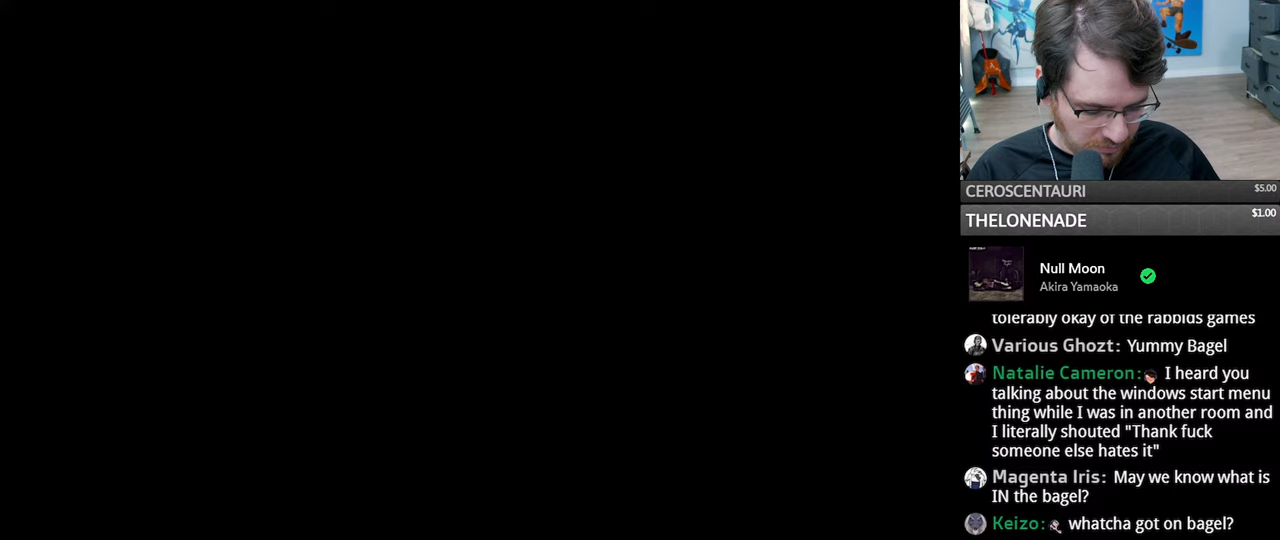 CEROSCENTAURI $5.00
THELONENADE $1.00
Null Moon
Akira Yamaoka
tolerably okay of the rabbids games
Various Ghozt: Yummy Bagel
Natalie Cameron: I heard you
talking about the windows start menu
thing while I was in another room and
I literally shouted "Thank fuck
someone else hates it"
Magenta Iris: May we know what is
IN the bagel?
Keizo: whatcha got on bagel?